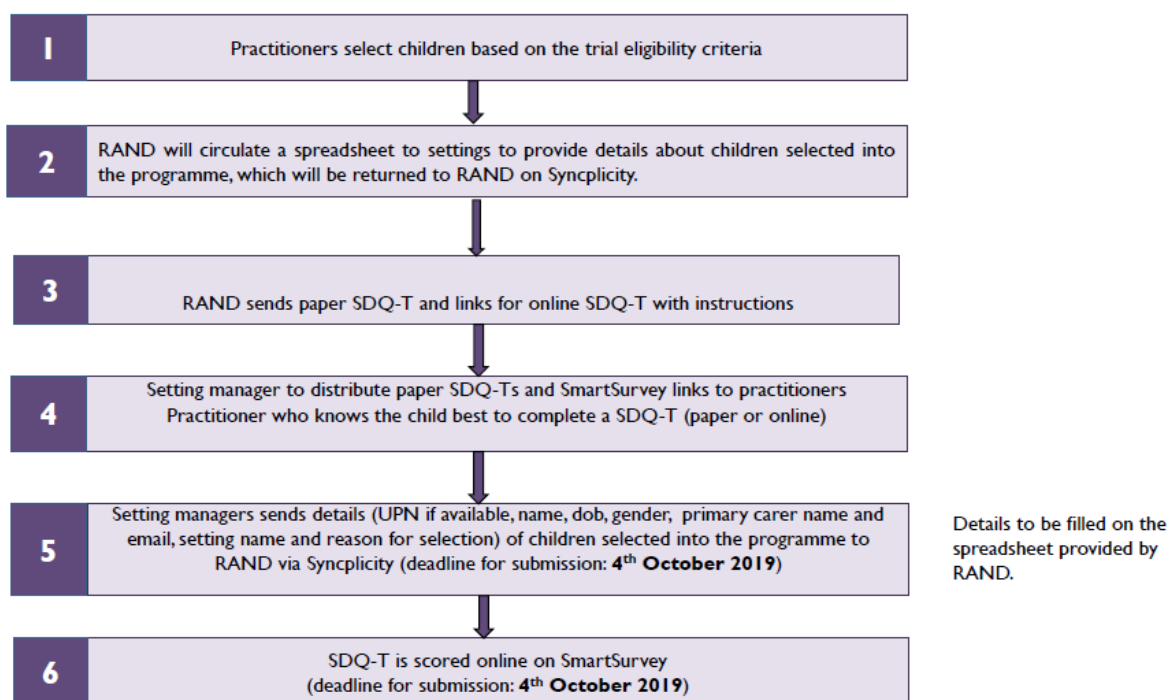 1
Practitioners select children based on the trial eligibility criteria
2
RAND will circulate a spreadsheet to settings to provide details about children selected into
the programme, which will be returned to RAND on Syncplicity.
3
RAND sends paper SDQ-T and links for online SDQ-T with instructions
4
Setting manager to distribute paper SDQ-Ts and SmartSurvey links to practitioners
Practitioner who knows the child best to complete a SDQ-T (paper or online)
5
Setting managers sends details (UPN if available, name, dob, gender, primary carer name and
email, setting name and reason for selection) of children selected into the programme to
RAND via Syncplicity (deadline for submission: 4th October 2019)
Details to be filled on the
spreadsheet provided by
RAND.
6
SDQ-T is scored online on SmartSurvey
(deadline for submission: 4th October 2019)